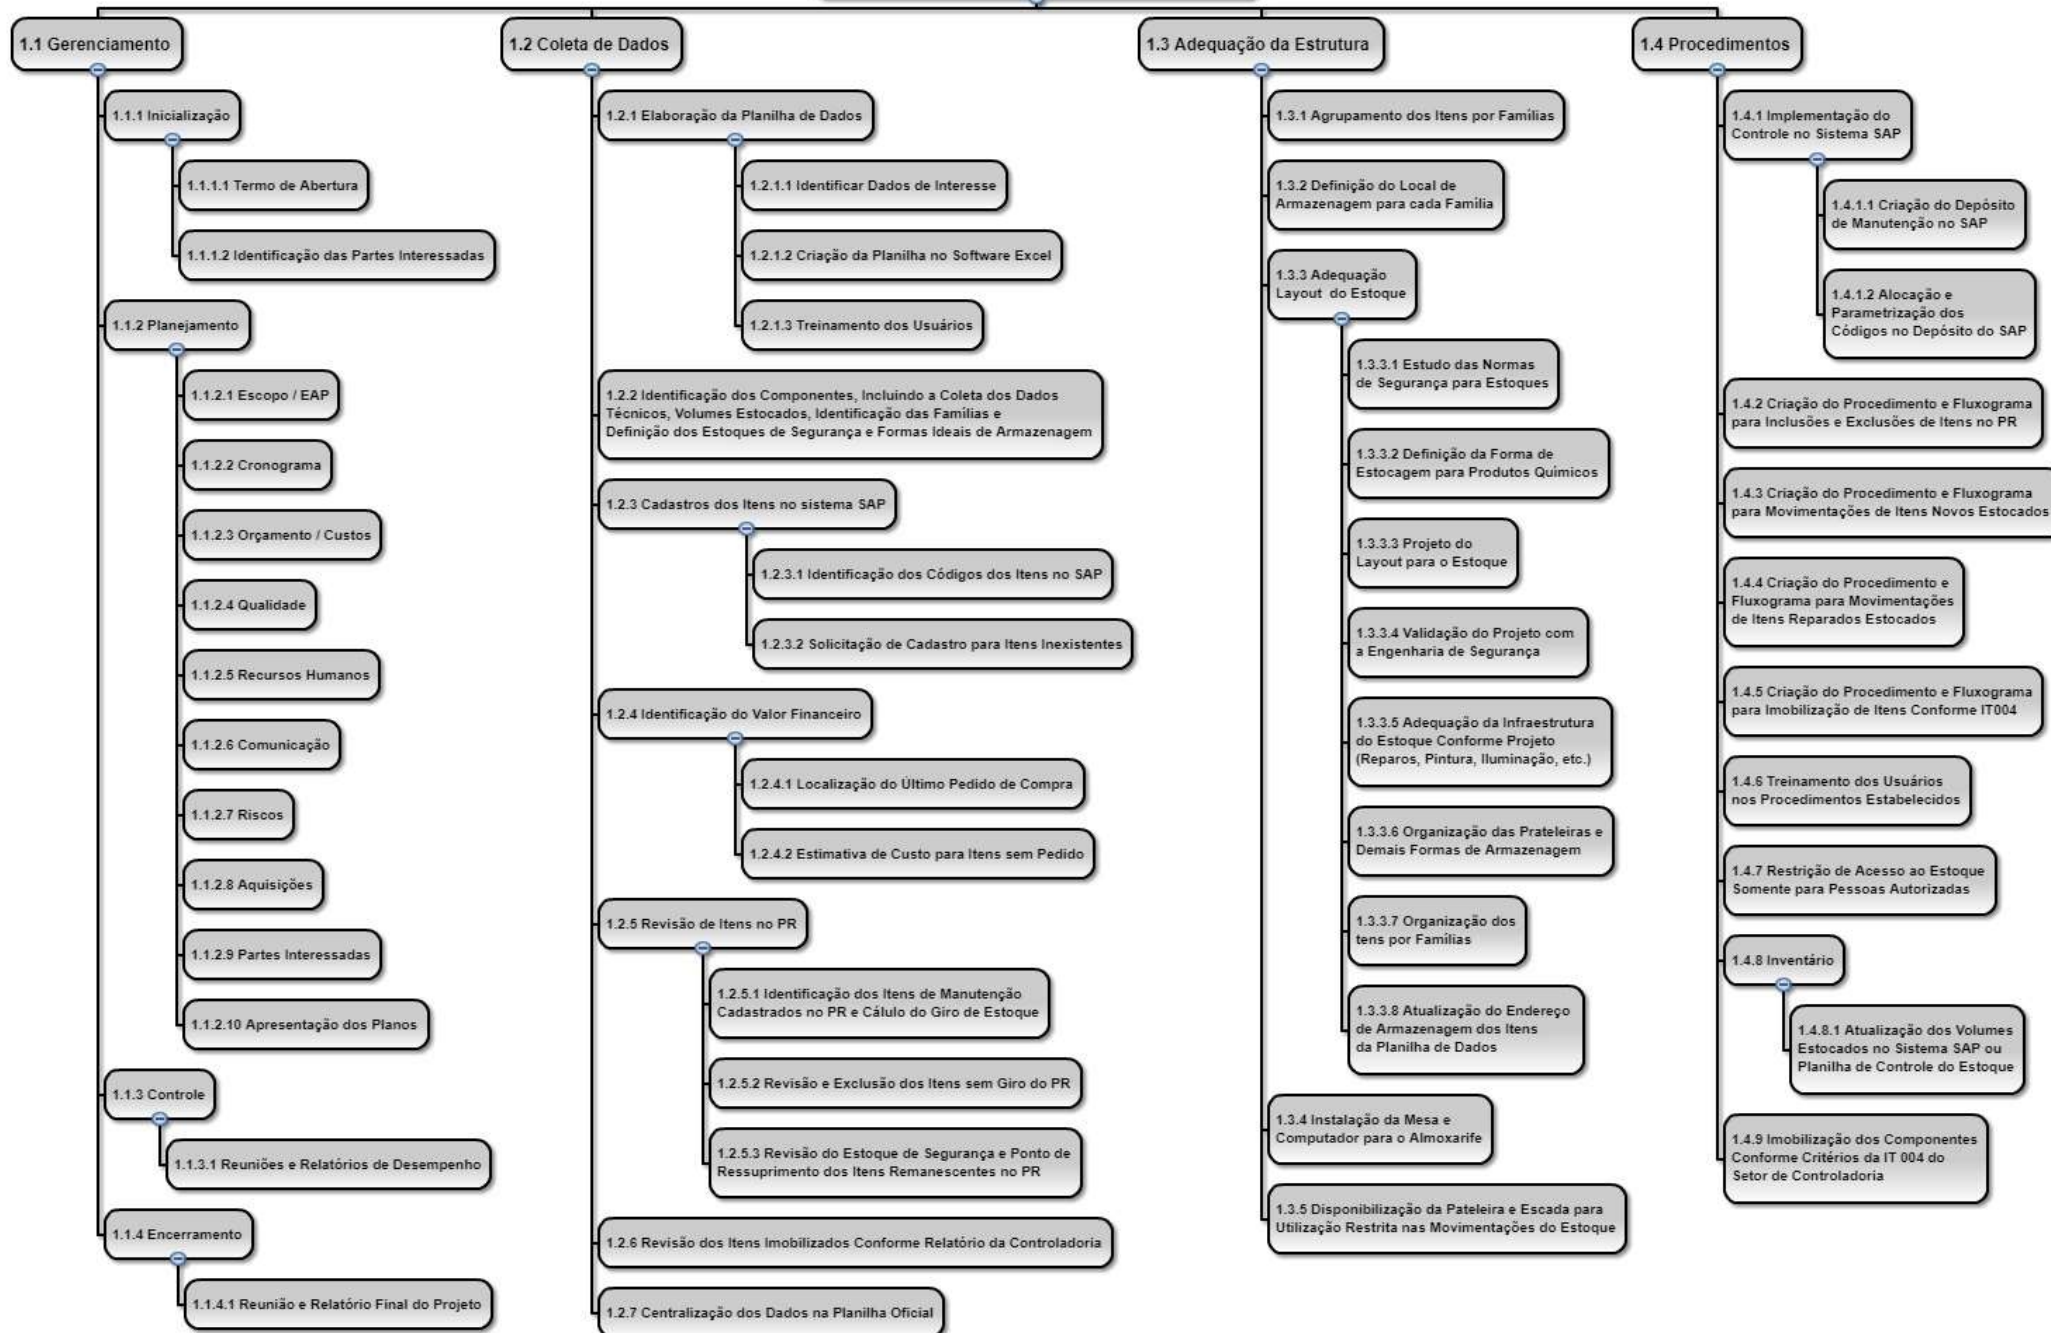 1.1 Gerenciamento
1.1.1 Inicialização
1.1.1.1 Termo de Abertura
1.1.1.2 Identificação das Partes Interessadas
1.1.2 Planejamento
1.1.2.1 Escopo / EAP
1.1.2.2 Cronograma
1.1.2.3 Orçamento / Custos
1.1.2.4 Qualidade
1.1.2.5 Recursos Humanos
1.1.2.6 Comunicação
1.1.2.7 Riscos
1.1.2.8 Aquisições
1.1.2.9 Partes Interessadas
1.1.2.10 Apresentação dos Planos
1.1.3 Controle
1.1.3.1 Reuniões e Relatórios de Desempenho
1.1.4 Encerramento
1.1.4.1 Reunião e Relatório Final do Projeto
1.2 Coleta de Dados
1.2.1 Elaboração da Planilha de Dados
1.2.1.1 Identificar Dados de Interesse
1.2.1.2 Criação da Planilha no Software Excel
1.2.1.3 Treinamento dos Usuários
1.2.2 Identificação dos Componentes, Incluindo a Coleta dos Dados
Técnicos, Volumes Estocados, Identificação das Famílias e
Definição dos Estoques de Segurança e Formas Ideais de Armazenagem
1.2.3 Cadastros dos Itens no sistema SAP
1.2.3.1 Identificação dos Códigos dos Itens no SAP
1.2.3.2 Solicitação de Cadastro para Itens Inexistentes
1.2.4 Identificação do Valor Financeiro
1.2.4.1 Localização do Último Pedido de Compra
1.2.4.2 Estimativa de Custo para Itens sem Pedido
1.2.5 Revisão de Itens no PR
1.2.5.1 Identificação dos Itens de Manutenção
Cadastrados no PR e Cálulo do Giro de Estoque
1.2.5.2 Revisão e Exclusão dos Itens sem Giro do PR
1.2.5.3 Revisão do Estoque de Segurança e Ponto de
Ressuprimento dos Itens Remanescentes no PR
1.2.6 Revisão dos Itens Imobilizados Conforme Relatório da Controladoria
1.2.7 Centralização dos Dados na Planilha Oficial
1.3 Adequação da Estrutura
1.3.1 Agrupamento dos Itens por Famílias
1.3.2 Definição do Local de
Armazenagem para cada Família
1.3.3 Adequação
Layout do Estoque
1.3.3.1 Estudo das Normas
de Segurança para Estoques
1.3.3.2 Definição da Forma de
Estocagem para Produtos Químicos
1.3.3.3 Projeto do
Layout para o Estoque
1.3.3.4 Validação do Projeto com
a Engenharia de Segurança
1.3.3.5 Adequação da Infraestrutura
do Estoque Conforme Projeto
(Reparos, Pintura, Iluminação, etc.)
1.3.3.6 Organização das Prateleiras e
Demais Formas de Armazenagem
1.3.3.7 Organização dos
tens por Famílias
1.3.3.8 Atualização do Endereço
de Armazenagem dos Itens
da Planilha de Dados
1.3.4 Instalação da Mesa e
Computador para o Almoxarife
1.3.5 Disponibilização da Pateleira e Escada para
Utilização Restrita nas Movimentações do Estoque
1.4 Procedimentos
1.4.1 Implementação do
Controle no Sistema SAP
1.4.1.1 Criação do Depósito
de Manutenção no SAP
1.4.1.2 Alocação e
Parametrização dos
Códigos no Depósito do SAP
1.4.2 Criação do Procedimento e Fluxograma
para Inclusões e Exclusões de Itens no PR
1.4.3 Criação do Procedimento e Fluxograma
para Movimentações de Itens Novos Estocados
1.4.4 Criação do Procedimento e
Fluxograma para Movimentações
de Itens Reparados Estocados
1.4.5 Criação do Procedimento e Fluxograma
para Imobilização de Itens Conforme IT004
1.4.6 Treinamento dos Usuários
nos Procedimentos Estabelecidos
1.4.7 Restrição de Acesso ao Estoque
Somente para Pessoas Autorizadas
1.4.8 Inventário
1.4.8.1 Atualização dos Volumes
Estocados no Sistema SAP ou
Planilha de Controle do Estoque
1.4.9 Imobilização dos Componentes
Conforme Critérios da IT 004 do
Setor de Controladoria